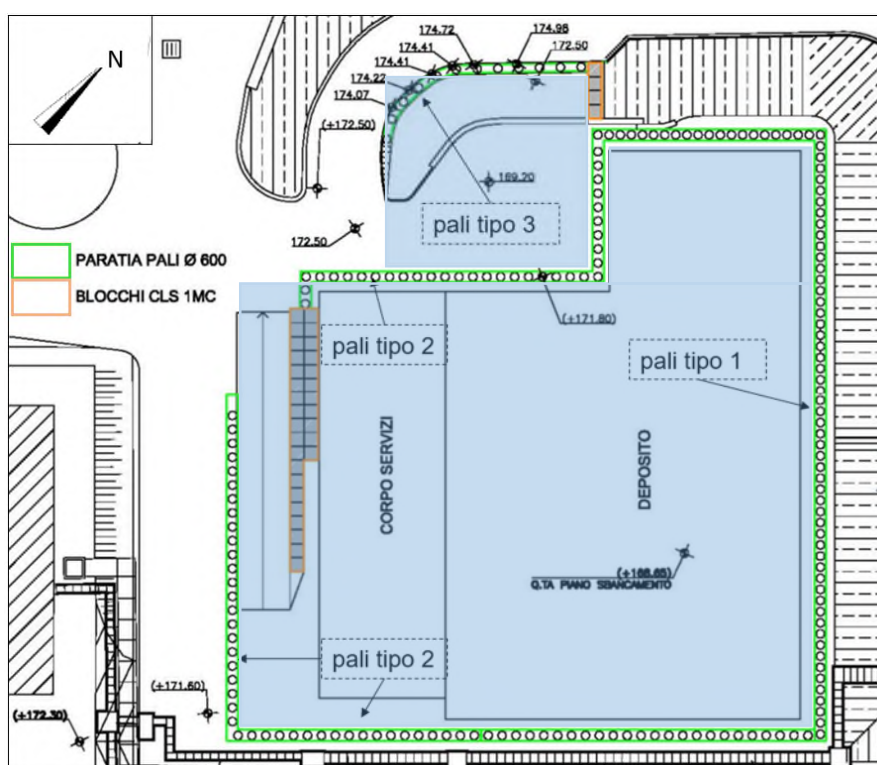 N
174.72
174.98
174.41
172.50
174.41
174.22
174.07
(+172.50)
169.20
pali tipo 3
172.50
PARATIA PALI Ø 600
BLOCCHI CLS 1MC
(+171.80)
pali tipo 2
pali tipo 1
CORPO SERVIZI
DEPOSITO
(+168.65)
Q.TA PIANO SBANCAMENTO
pali tipo 2
(+171.60)
(+172.30)